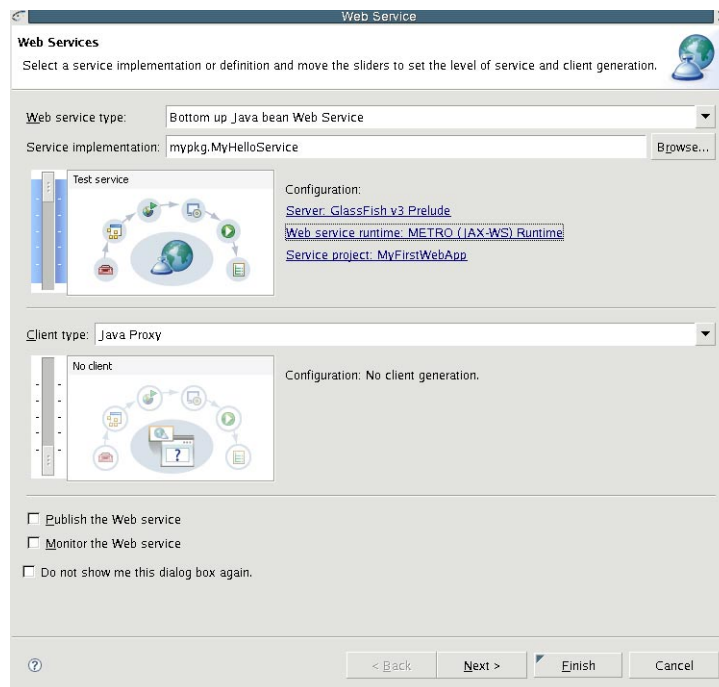 Web Service
Web Services
Select a service implementation or definition and move the sliders to set the level of service and client generation.
Web service type: Bottom up Java bean Web Service
Service implementation: mypkg.MyHelloService Browse...
Test service
Configuration:
Server: GlassFish v3 Prelude
Web service runtime: METRO (JAX-WS) Runtime
Service project: MyFirstWebApp
Client type: Java Proxy
No client
Configuration: No client generation.
?
Publish the Web service
Monitor the Web service
Do not show me this dialog box again.
? < Back Next > Finish Cancel